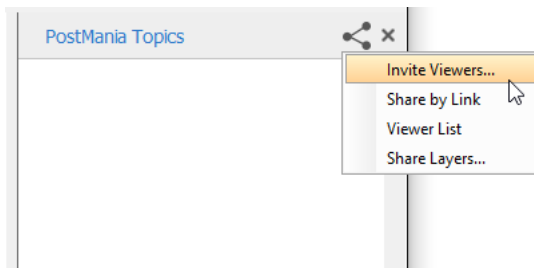 PostMania Topics
Invite Viewers...
Share by Link
Viewer List
Share Layers...